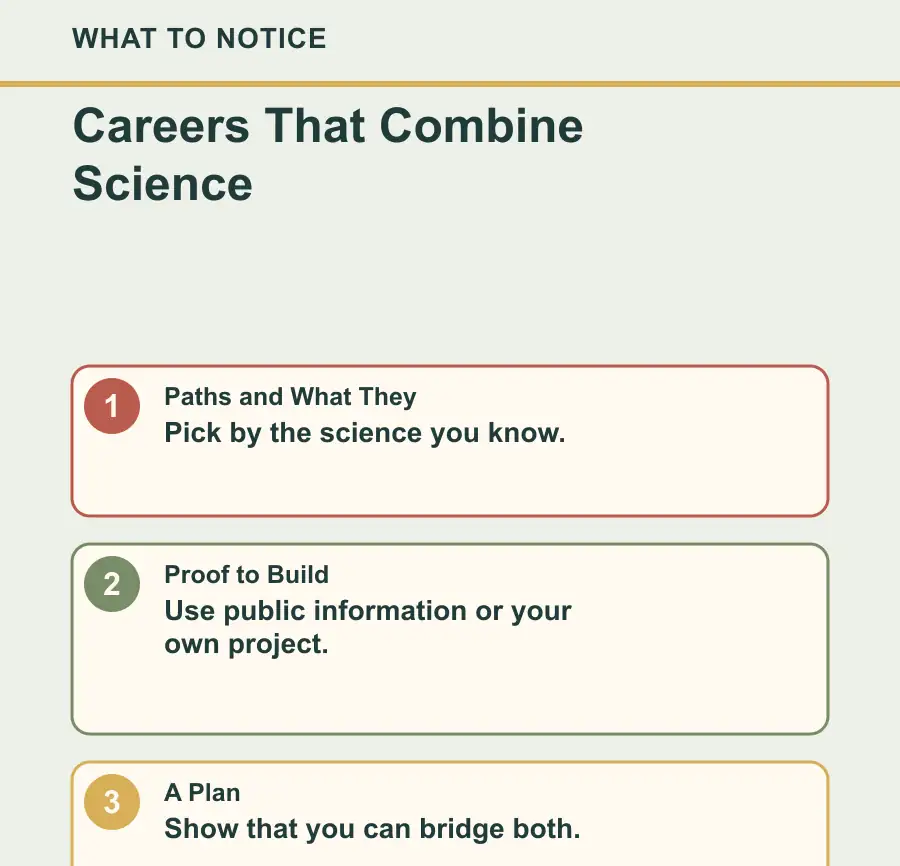 WHAT TO NOTICE
Careers That Combine
Science
1
Paths and What They
Pick by the science you know.
2
Proof to Build
Use public information or your
own project.
3
A Plan
Show that you can bridge both.